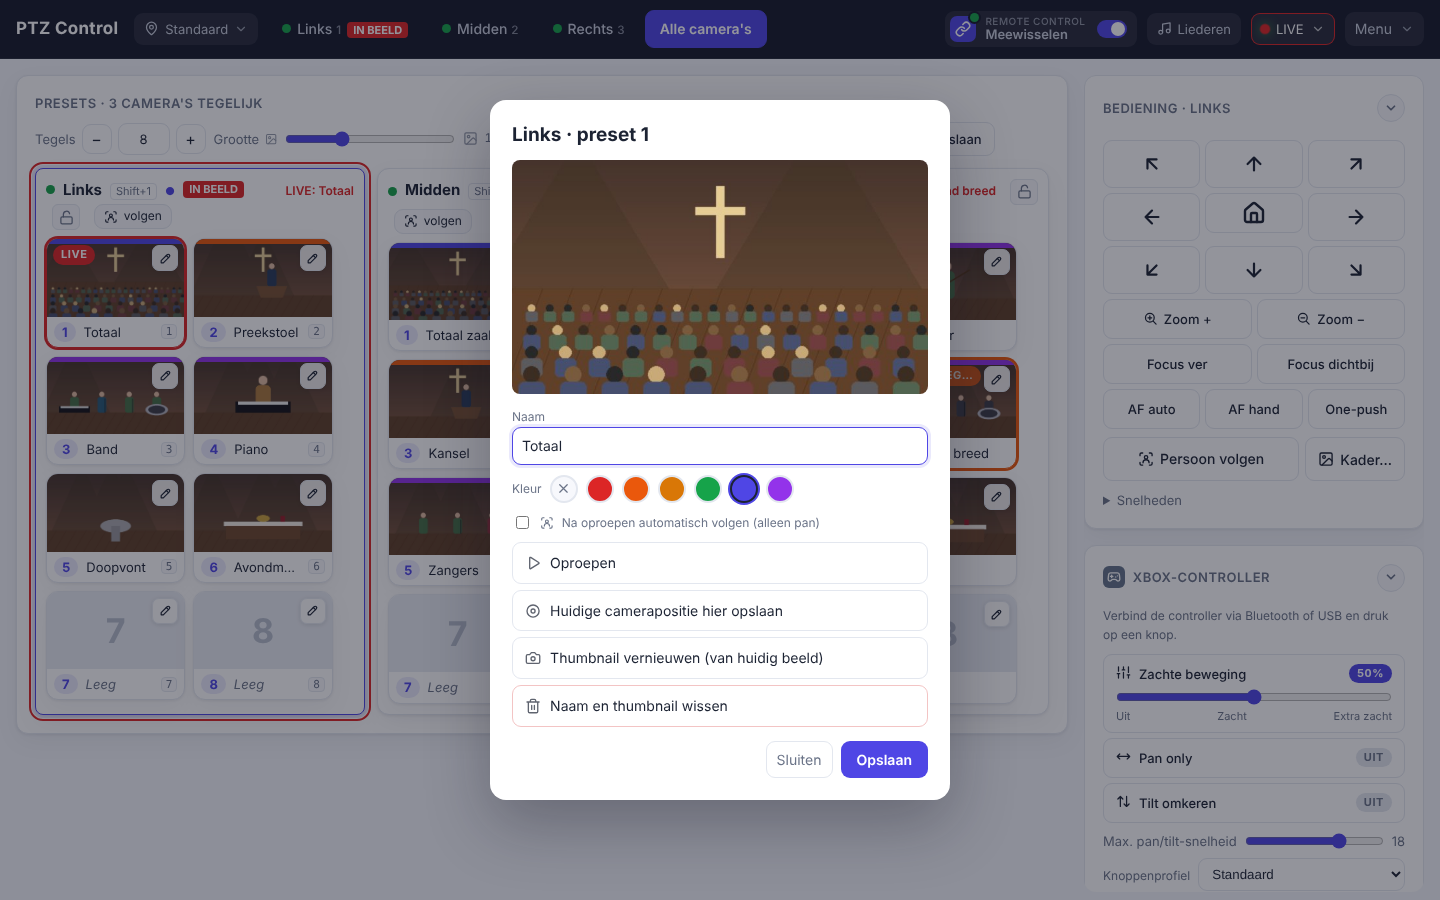 PTZ Control
Standaard
Links 1 IN BEELD
Midden 2
Rechts 3
Alle camera's
REMOTE CONTROL
Meewisselen
Liederen
LIVE
Menu
PRESETS · 3 CAMERA'S TEGELIJK
Tegels − 8 + Grootte
Links Shift+1 IN BEELD LIVE: Totaal
volgen
LIVE
1 Totaal 1
2 Preekstoel 2
3 Band 3
4 Piano 4
5 Doopvont 5
6 Avondm... 6
7
8
7 Leeg 7
8 Leeg 8
Midden
volgen
1 Totaal zaal
3 Kansel
5 Zangers
7
7 Leeg
breed
breed
Links · preset 1
Naam
Totaal
Kleur
Na oproepen automatisch volgen (alleen pan)
Oproepen
Huidige camerapositie hier opslaan
Thumbnail vernieuwen (van huidig beeld)
Naam en thumbnail wissen
Sluiten
Opslaan
BEDIENING · LINKS
Zoom +
Zoom −
Focus ver
Focus dichtbij
AF auto
AF hand
One-push
Persoon volgen
Kader...
Snelheden
XBOX-CONTROLLER
Verbind de controller via Bluetooth of USB en druk
op een knop.
Zachte beweging 50%
Uit Zacht Extra zacht
Pan only UIT
Tilt omkeren UIT
Max. pan/tilt-snelheid 18
Knoppenprofiel Standaard